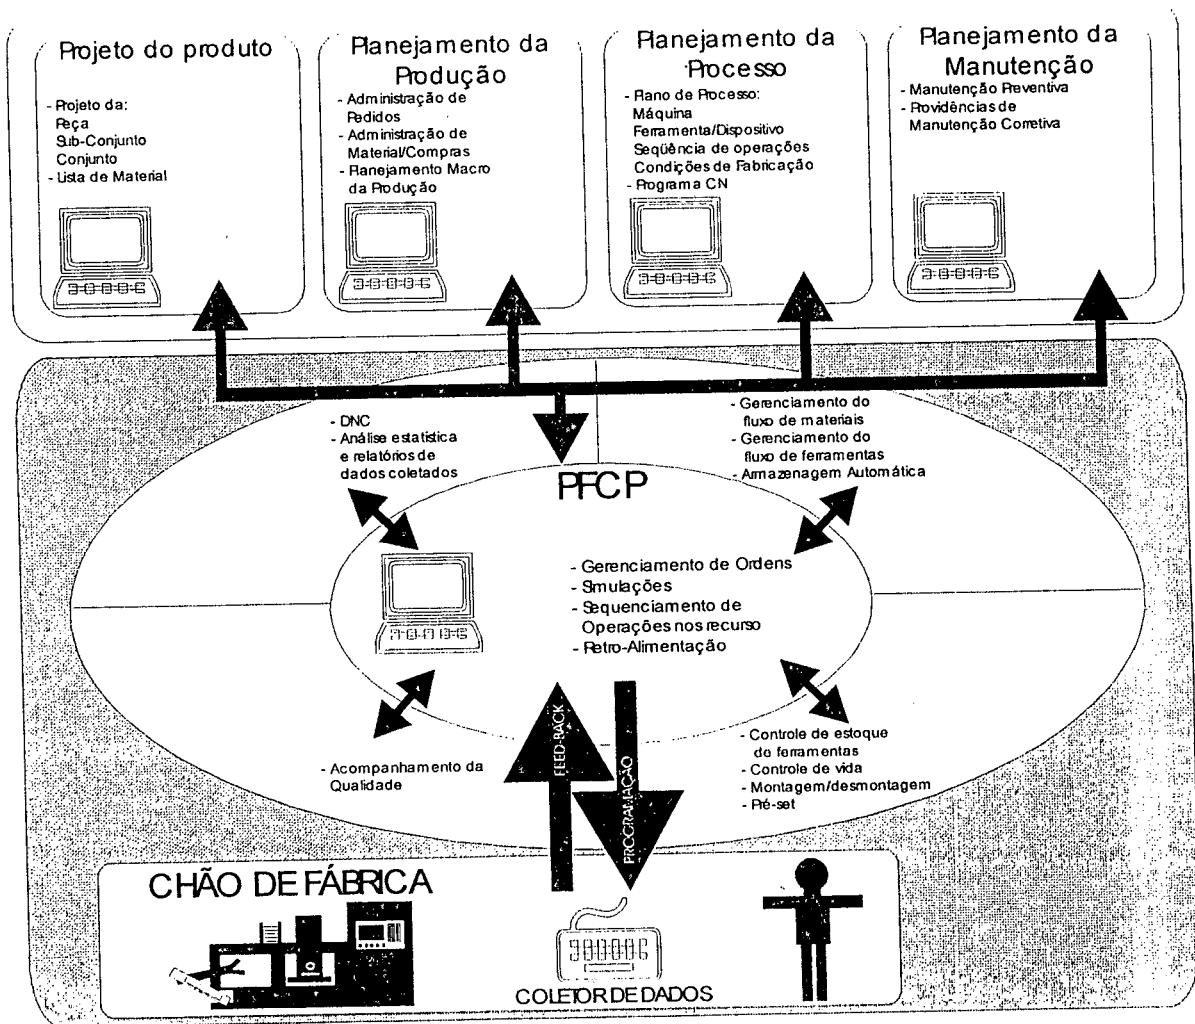 Projeto do produto
- Projeto da:
Peça
Sub-Conjunto
Conjunto
- Lista de Material
Planejamento da
Produção
- Administração de
Pedidos
- Administração de
Material/Compras
- Planejamento Macro
da Produção
Planejamento da
Processo
- Plano de Processo:
Máquina
Ferramenta/Dispositivo
Seqüência de operações
Condições de Fabricação
- Programa CN
Planejamento da
Manutenção
- Manutenção Preventiva
- Providências de
Manutenção Corretiva
- DNC
- Análise estatística
e relatórios de
dados coletados
- Gerenciamento do
fluxo de materiais
- Gerenciamento do
fluxo de ferramentas
- Armazenagem Automática
PFCP
- Gerenciamento de Ordens
- Simulações
- Sequenciamento de
Operações nos recurso
- Retro-Alimentação
- Acompanhamento da
Qualidade
FEED-BACK
PROGRAMAÇÃO
- Controle de estoque
de ferramentas
- Controle de vida
- Montagem/desmontagem
- Pré-set
CHÃO DE FÁBRICA
COLETOR DE DADOS